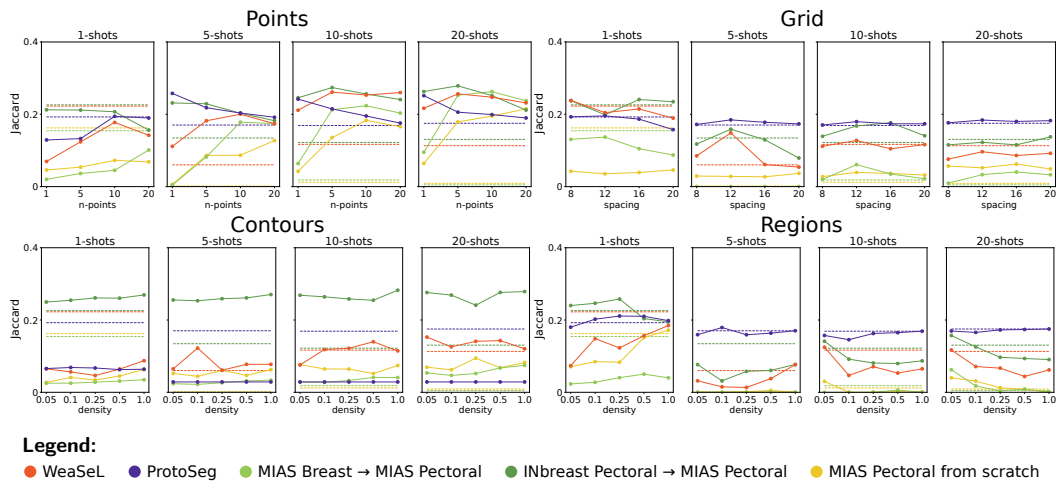 Points Grid
1-shots 5-shots 10-shots 20-shots 1-shots 5-shots 10-shots 20-shots
0.4 0.4
Jaccard 0.2 Jaccard 0.2
0 0
1 5 10 20 1 5 10 20 1 5 10 20 1 5 10 20 8 12 16 20 8 12 16 20 8 12 16 20 8 12 16 20
n-points n-points n-points n-points spacing spacing spacing spacing
Contours Regions
1-shots 5-shots 10-shots 20-shots 1-shots 5-shots 10-shots 20-shots
0.4 0.4
Jaccard 0.2 Jaccard 0.2
0 0
0.05 0.1 0.25 0.5 1.0 0.05 0.1 0.25 0.5 1.0 0.05 0.1 0.25 0.5 1.0 0.05 0.1 0.25 0.5 1.0 0.05 0.1 0.25 0.5 1.0 0.05 0.1 0.25 0.5 1.0 0.05 0.1 0.25 0.5 1.0 0.05 0.1 0.25 0.5 1.0
density density density density density density density density
Legend:
WeaSeL ProtoSeg MIAS Breast → MIAS Pectoral INbreast Pectoral → MIAS Pectoral MIAS Pectoral from scratch